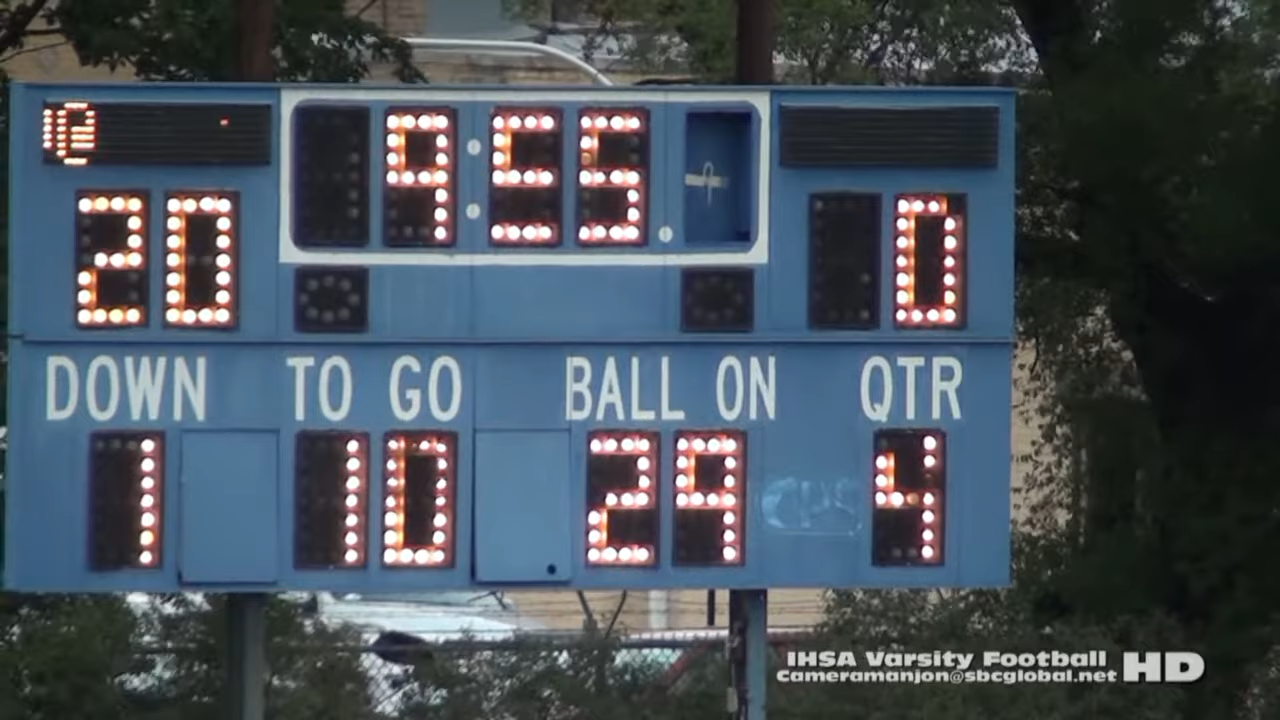 9:55
20 0
DOWN TO GO BALL ON QTR
1 10 29 4
IHSA Varsity Football HD
cameramanjon@sbcglobal.net